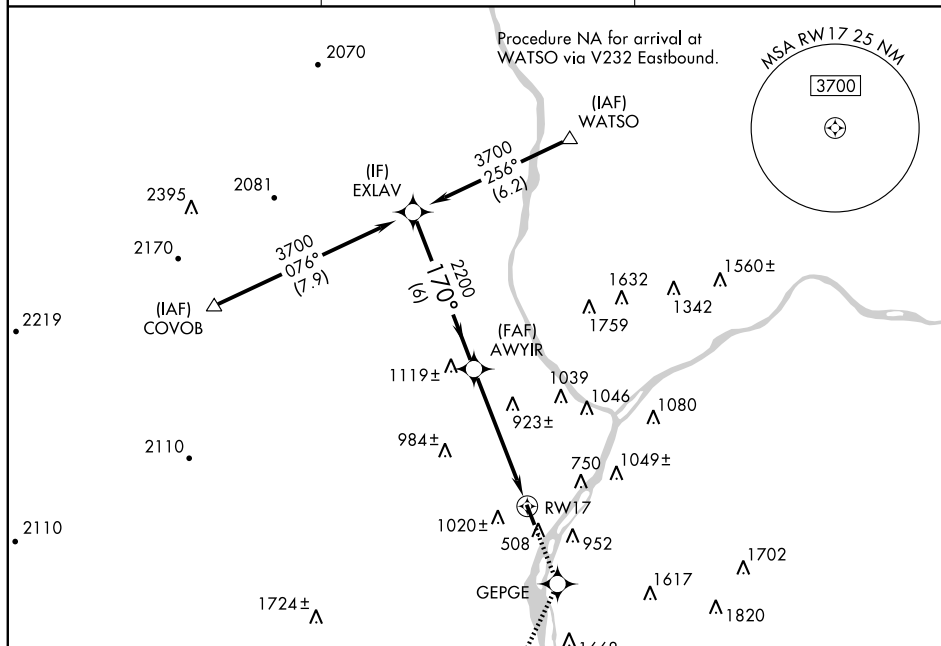 Procedure NA for arrival at
WATSO via V232 Eastbound.
MSA RW17 25 NM
3700
2070
(IAF)
WATSO
3700
256°
(6.2)
(IF)
EXLAV
2395
2081
2170
3700
076°
(7.9)
(IAF)
COVOB
2200
170°
(6)
1632
1560±
1342
1759
2219
(FAF)
AWYIR
1119±
1039
1046
1080
923±
984±
2110
750
1049±
RW17
1020±
508
952
2110
1702
GEPGE
1617
1724±
1820